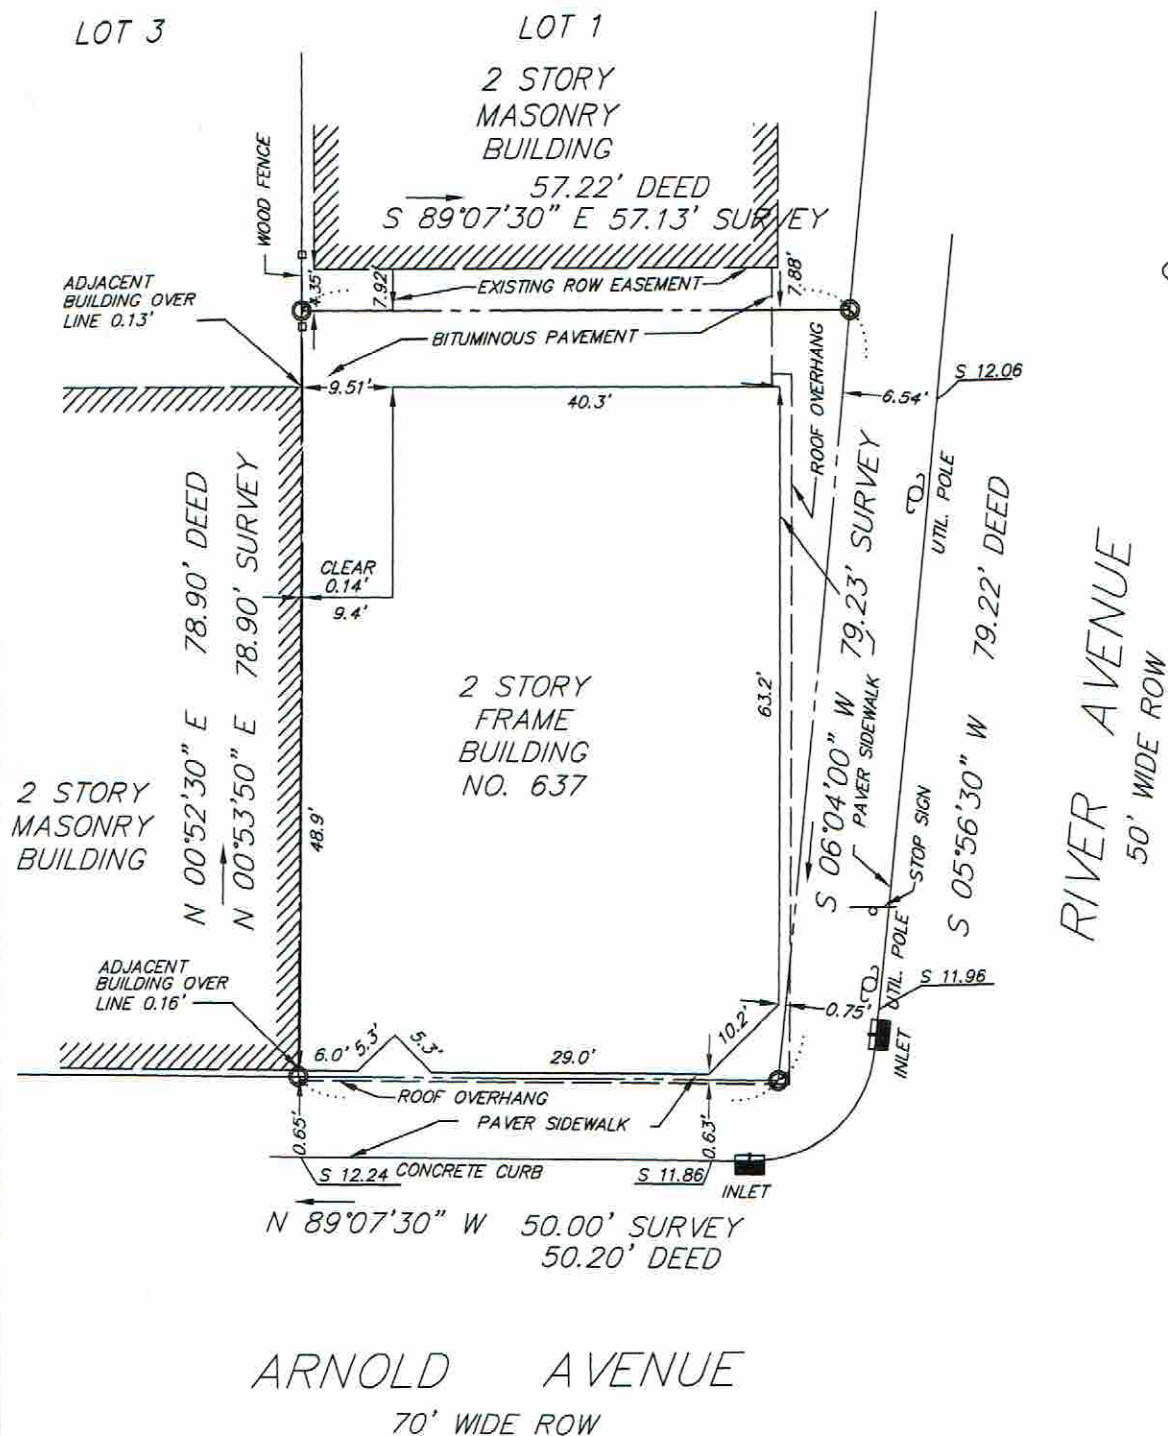 LOT 3
LOT 1
2 STORY
MASONRY
BUILDING
57.22' DEED
S 89°07'30" E 57.13' SURVEY
WOOD FENCE
ADJACENT
BUILDING OVER
LINE 0.13'
4.35'
7.92'
EXISTING ROW EASEMENT
7.88'
BITUMINOUS PAVEMENT
9.51'
40.3'
ROOF OVERHANG
6.54'
S 12.06
UTIL. POLE
N 00°52'30" E 78.90' DEED
N 00°53'50" E 78.90' SURVEY
CLEAR
0.14'
9.4'
48.9'
2 STORY
FRAME
BUILDING
NO. 637
63.2'
S 06°04'00" W 79.23' SURVEY
PAVER SIDEWALK
STOP SIGN
S 05°56'30" W 79.22' DEED
RIVER AVENUE
50' WIDE ROW
2 STORY
MASONRY
BUILDING
ADJACENT
BUILDING OVER
LINE 0.16'
UTIL. POLE
S 11.96
0.75'
INLET
6.0'
5.3'
5.3'
29.0'
10.2'
ROOF OVERHANG
PAVER SIDEWALK
0.65'
0.63'
S 12.24
CONCRETE CURB
S 11.86
INLET
N 89°07'30" W 50.00' SURVEY
50.20' DEED
ARNOLD AVENUE
70' WIDE ROW